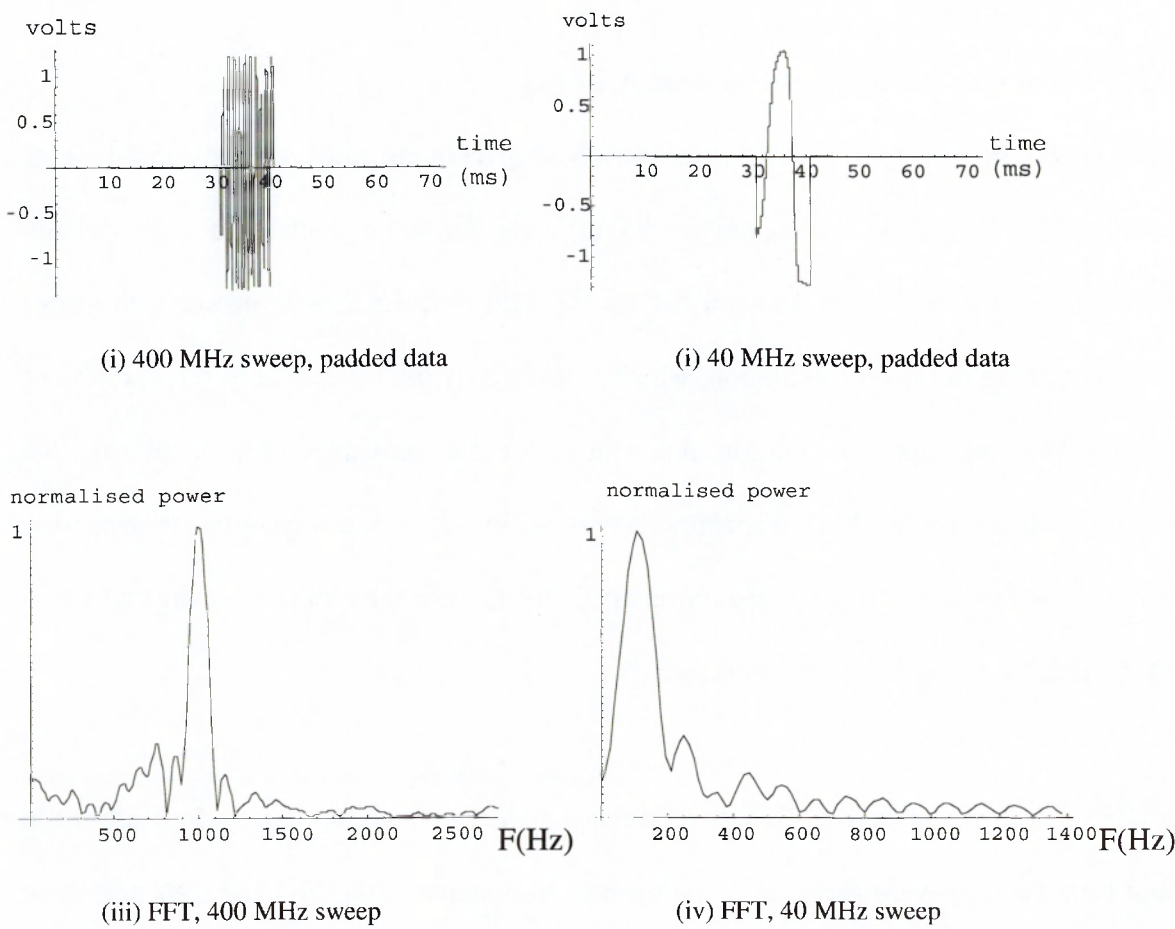 volts
1
0.5
-0.5
-1
10 20 30 40 50 60 70
time
(ms)
(i) 400 MHz sweep, padded data
volts
1
0.5
-0.5
-1
10 20 30 40 50 60 70
time
(ms)
(i) 40 MHz sweep, padded data
normalised power
1
500 1000 1500 2000 2500 F(Hz)
(iii) FFT, 400 MHz sweep
normalised power
1
200 400 600 800 1000 1200 1400 F(Hz)
(iv) FFT, 40 MHz sweep